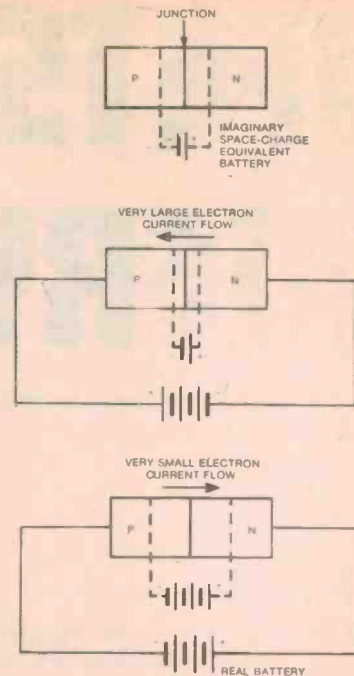 JUNCTION
P N
IMAGINARY
SPACE-CHARGE
EQUIVALENT
BATTERY
VERY LARGE ELECTRON
CURRENT FLOW
P N
VERY SMALL ELECTRON
CURRENT FLOW
P N
REAL BATTERY